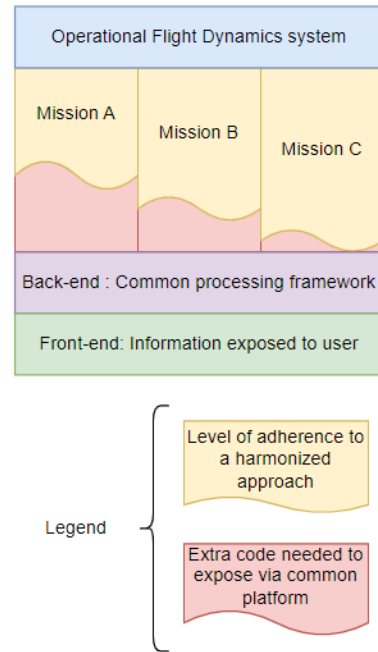 Operational Flight Dynamics system
Mission A
Mission B
Mission C
Back-end : Common processing framework
Front-end: Information exposed to user
Legend
Level of adherence to
a harmonized
approach
Extra code needed to
expose via common
platform